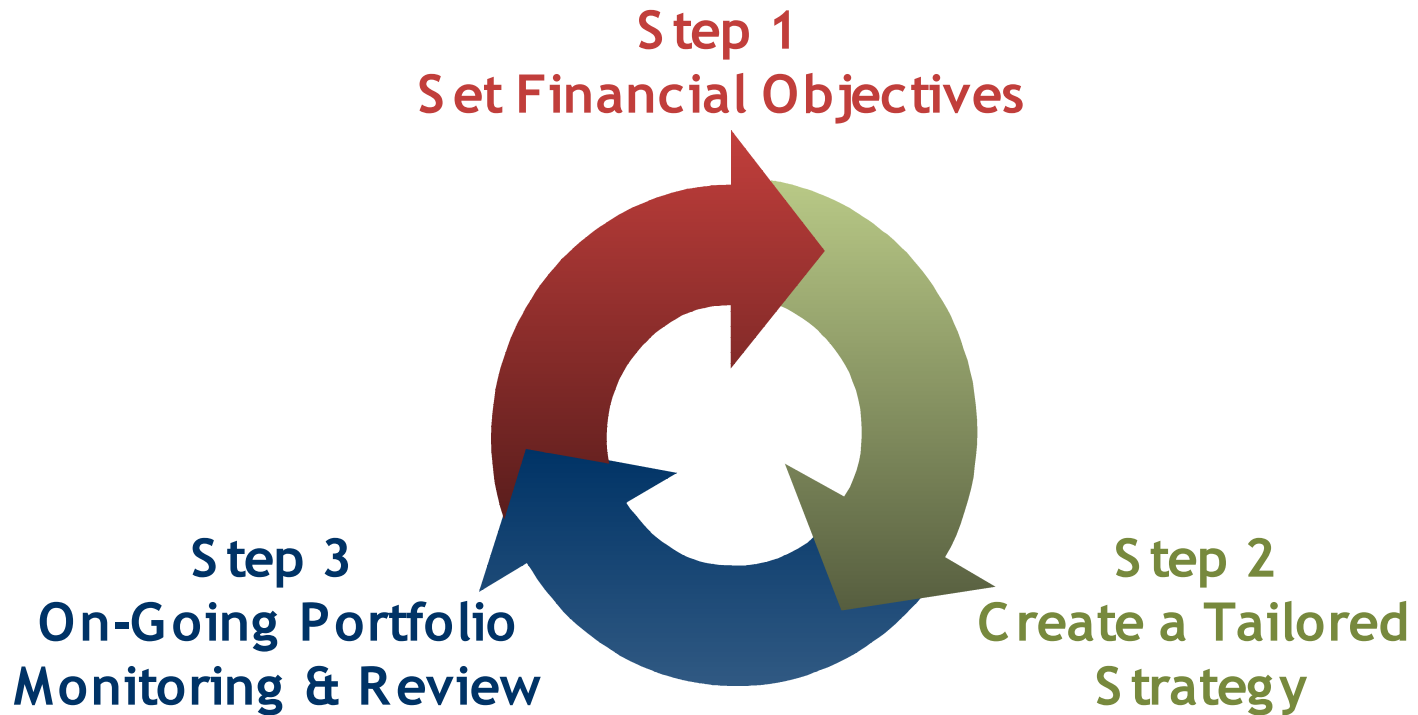 Step 1
Set Financial Objectives
Step 2
Create a Tailored
Strategy
Step 3
On-Going Portfolio
Monitoring & Review